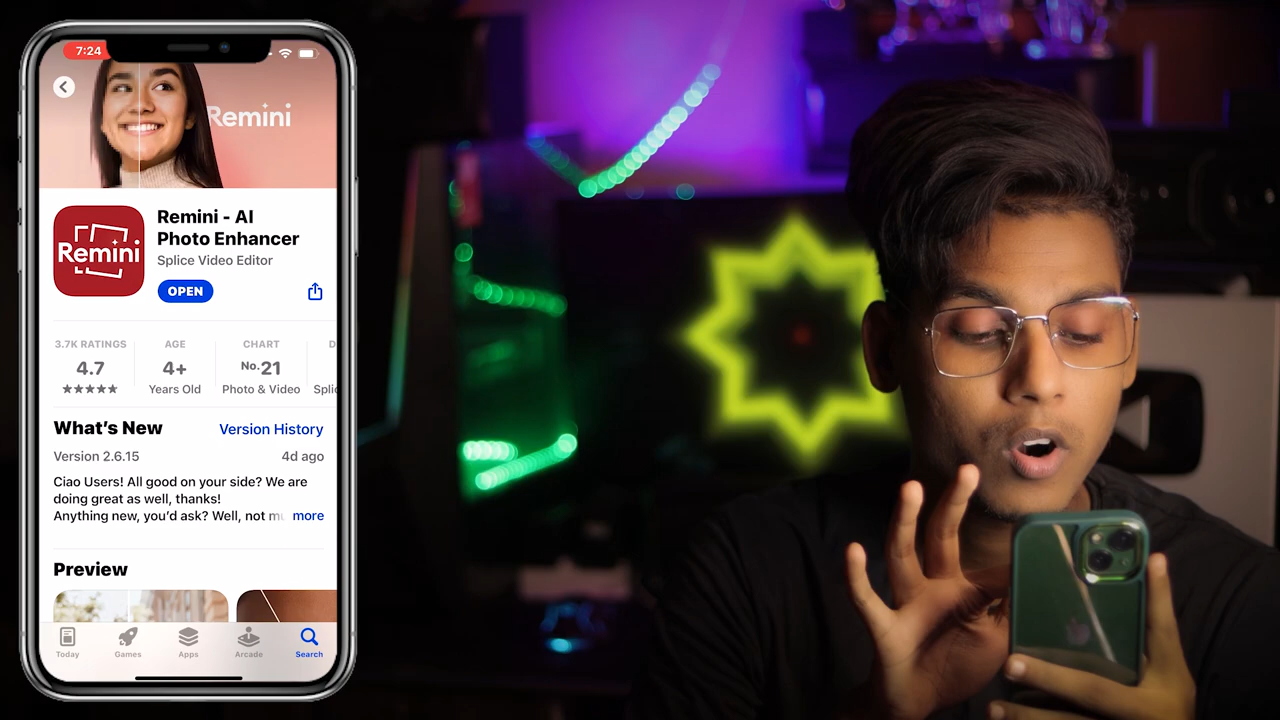 7:24
Remini
Remini
Remini - AI
Photo Enhancer
Splice Video Editor
OPEN
3.7K RATINGS
4.7
★★★★★
AGE
4+
Years Old
CHART
No.21
Photo & Video
D
Splic
What's New
Version History
Version 2.6.15
4d ago
Ciao Users! All good on your side? We are
doing great as well, thanks!
Anything new, you'd ask? Well, not mu more
Preview
Today
Games
Apps
Arcade
Search